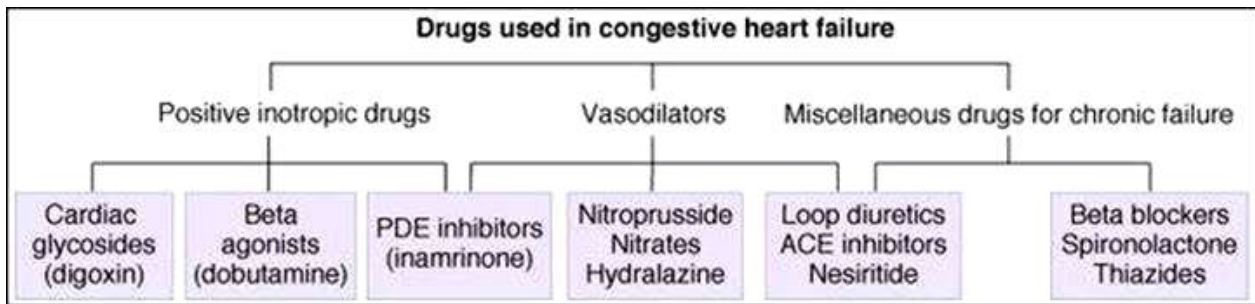 Drugs used in congestive heart failure
Positive inotropic drugs
Vasodilators
Miscellaneous drugs for chronic failure
Cardiac
glycosides
(digoxin)
Beta
agonists
(dobutamine)
PDE inhibitors
(inamrinone)
Nitroprusside
Nitrates
Hydralazine
Loop diuretics
ACE inhibitors
Nesiritide
Beta blockers
Spironolactone
Thiazides